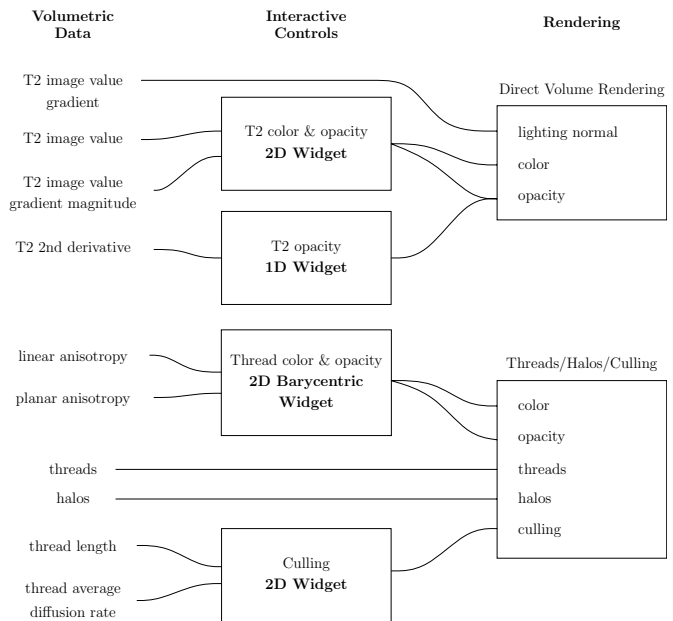 Volumetric
Data
Interactive
Controls
Rendering
T2 image value
gradient
T2 image value
T2 image value
gradient magnitude
T2 2nd derivative
T2 color & opacity
2D Widget
T2 opacity
1D Widget
Direct Volume Rendering
lighting normal
color
opacity
linear anisotropy
planar anisotropy
Thread color & opacity
2D Barycentric
Widget
Threads/Halos/Culling
color
opacity
threads
halos
culling
threads
halos
thread length
thread average
diffusion rate
Culling
2D Widget